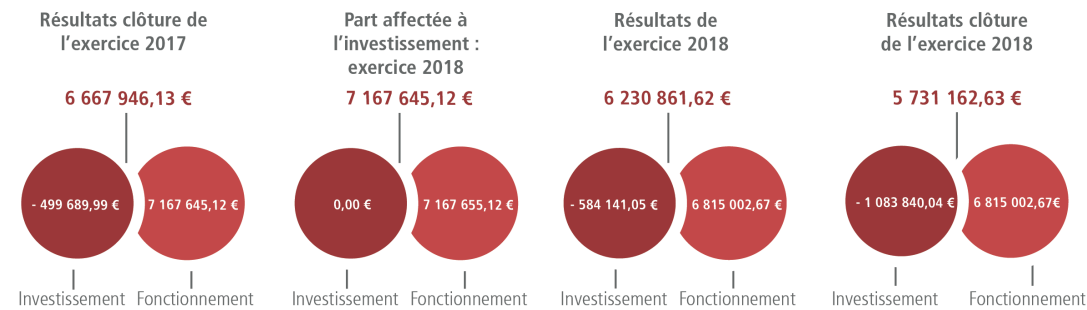 Résultats clôture de
l'exercice 2017
6 667 946,13 €
- 499 689,99 €
7 167 645,12 €
Investissement
Fonctionnement
Part affectée à
l'investissement :
exercice 2018
7 167 645,12 €
0,00 €
7 167 655,12 €
Investissement
Fonctionnement
Résultats de
l'exercice 2018
6 230 861,62 €
- 584 141,05 €
6 815 002,67 €
Investissement
Fonctionnement
Résultats clôture
de l'exercice 2018
5 731 162,63 €
- 1 083 840,04 €
6 815 002,67€
Investissement
Fonctionnement